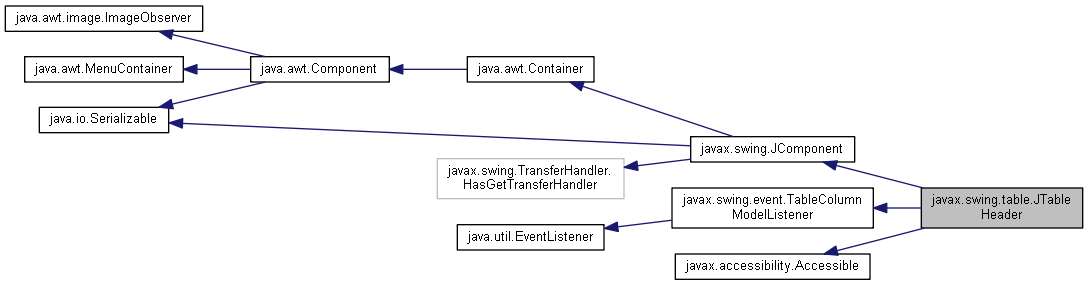 java.awt.image.ImageObserver
java.awt.MenuContainer
java.awt.Component
java.awt.Container
java.io.Serializable
javax.swing.JComponent
javax.swing.TransferHandler.
HasGetTransferHandler
javax.swing.event.TableColumn
ModelListener
javax.swing.table.JTable
Header
java.util.EventListener
javax.accessibility.Accessible